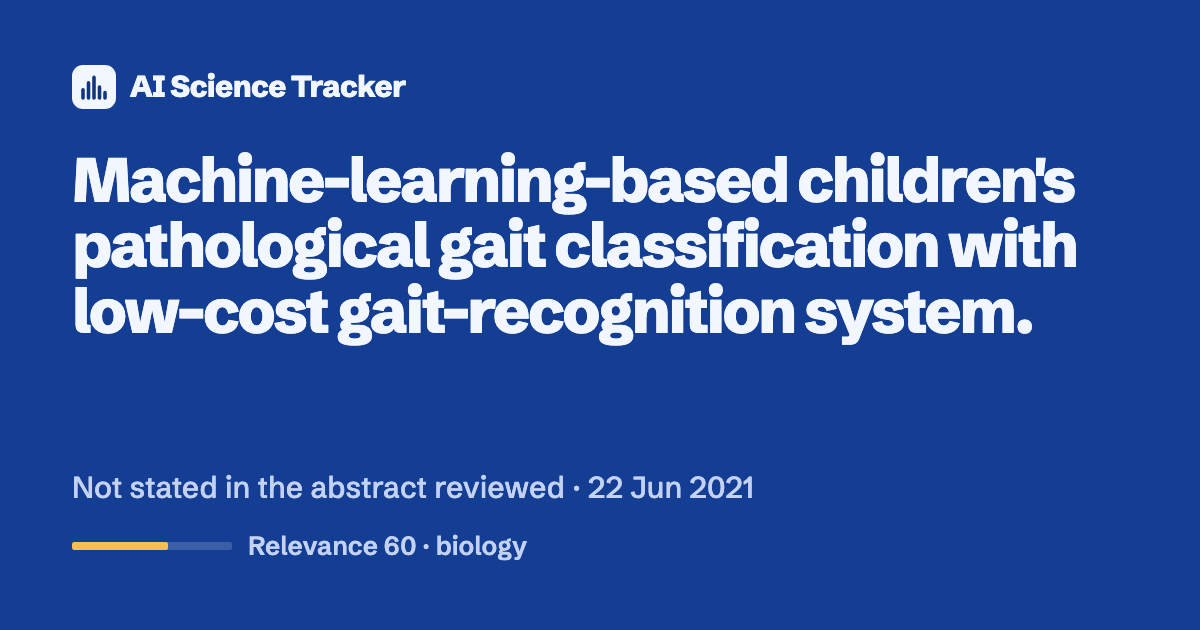 AI Science Tracker
Machine-learning-based children's
pathological gait classification with
low-cost gait-recognition system.
Not stated in the abstract reviewed · 22 Jun 2021
Relevance 60 · biology